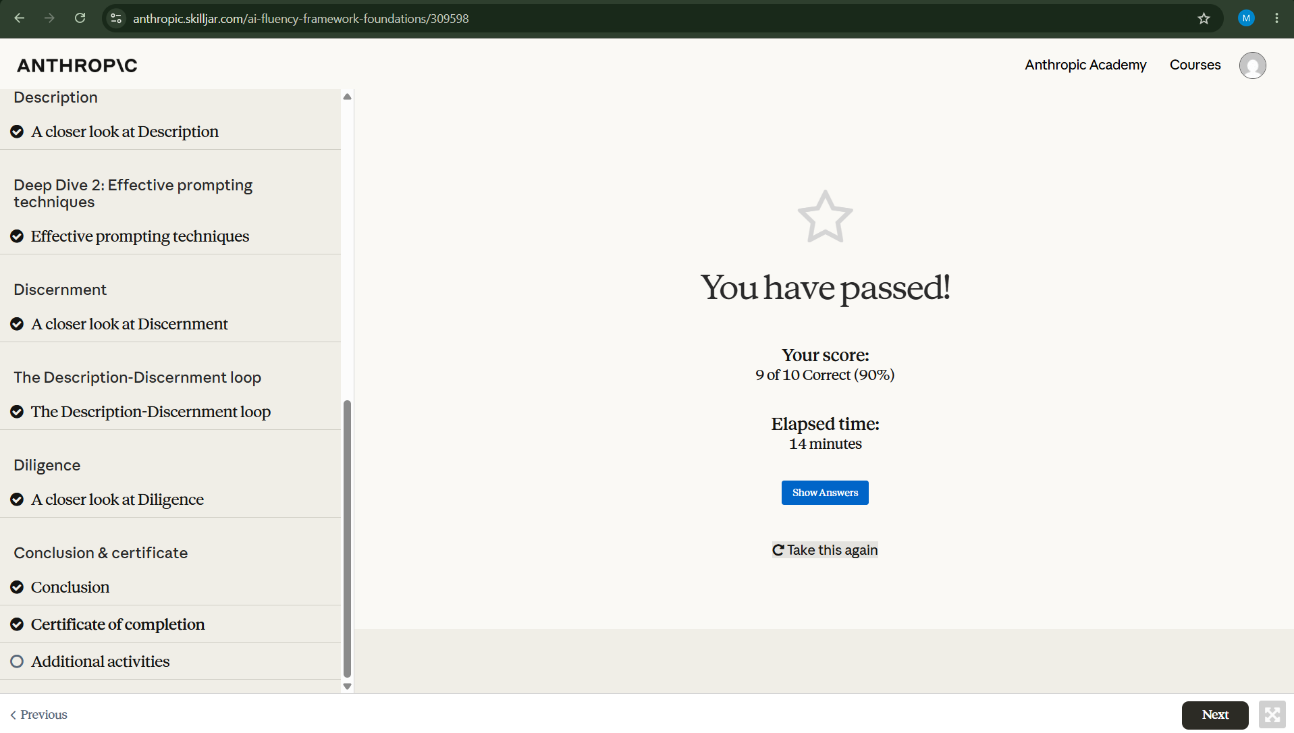 anthropic.skilljar.com/ai-fluency-framework-foundations/309598
M
ANTHROP\C
Anthropic Academy
Courses
Description
A closer look at Description
Deep Dive 2: Effective prompting
techniques
Effective prompting techniques
Discernment
A closer look at Discernment
The Description-Discernment loop
The Description-Discernment loop
Diligence
A closer look at Diligence
Conclusion & certificate
Conclusion
Certificate of completion
Additional activities
You have passed!
Your score:
9 of 10 Correct (90%)
Elapsed time:
14 minutes
Show Answers
Take this again
Previous
Next